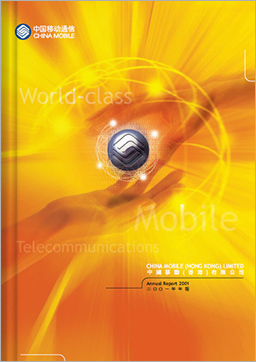 中国移动通信
CHINA MOBILE
World-class
Mobile
Telecommunications
CHINA MOBILE (HONG KONG) LIMITED
中國移動(香港)有限公司
Annual Report 2001
二〇〇一年年報